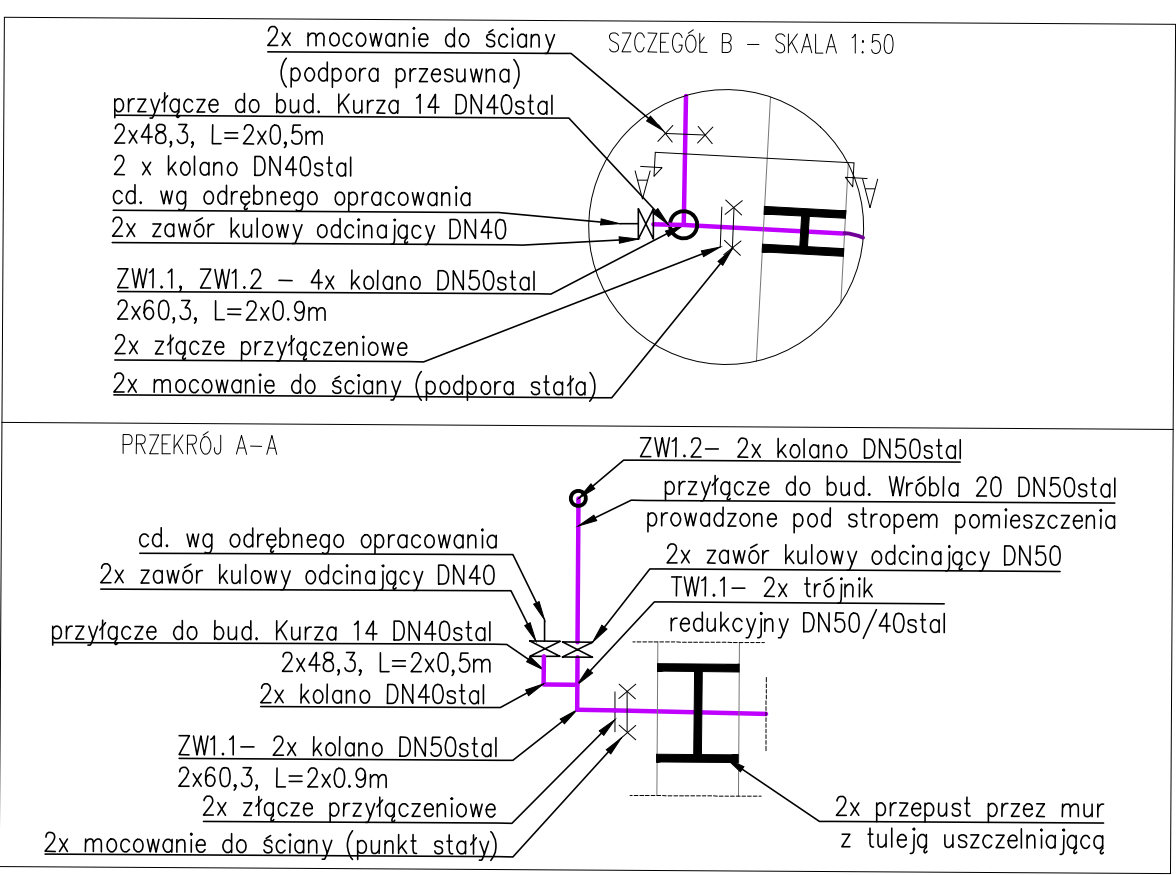 2x mocowanie do ściany
(podpora przesuwna)
SZCZEGÓŁ B – SKALA 1:50
przyłącze do bud. Kurza 14 DN40stal
2x48,3, L=2x0,5m
2 x kolano DN40stal
cd. wg odrębnego opracowania
2x zawór kulowy odcinający DN40
ZW1.1, ZW1.2 – 4x kolano DN50stal
2x60,3, L=2x0.9m
2x złącze przyłączeniowe
2x mocowanie do ściany (podpora stała)
A
A
PRZEKRÓJ A–A
ZW1.2– 2x kolano DN50stal
przyłącze do bud. Wróbla 20 DN50stal
prowadzone pod stropem pomieszczenia
cd. wg odrębnego opracowania
2x zawór kulowy odcinający DN50
2x zawór kulowy odcinający DN40
TW1.1– 2x trójnik
redukcyjny DN50/40stal
przyłącze do bud. Kurza 14 DN40stal
2x48,3, L=2x0,5m
2x kolano DN40stal
ZW1.1– 2x kolano DN50stal
2x60,3, L=2x0.9m
2x złącze przyłączeniowe
2x mocowanie do ściany (punkt stały)
2x przepust przez mur
z tuleją uszczelniającą